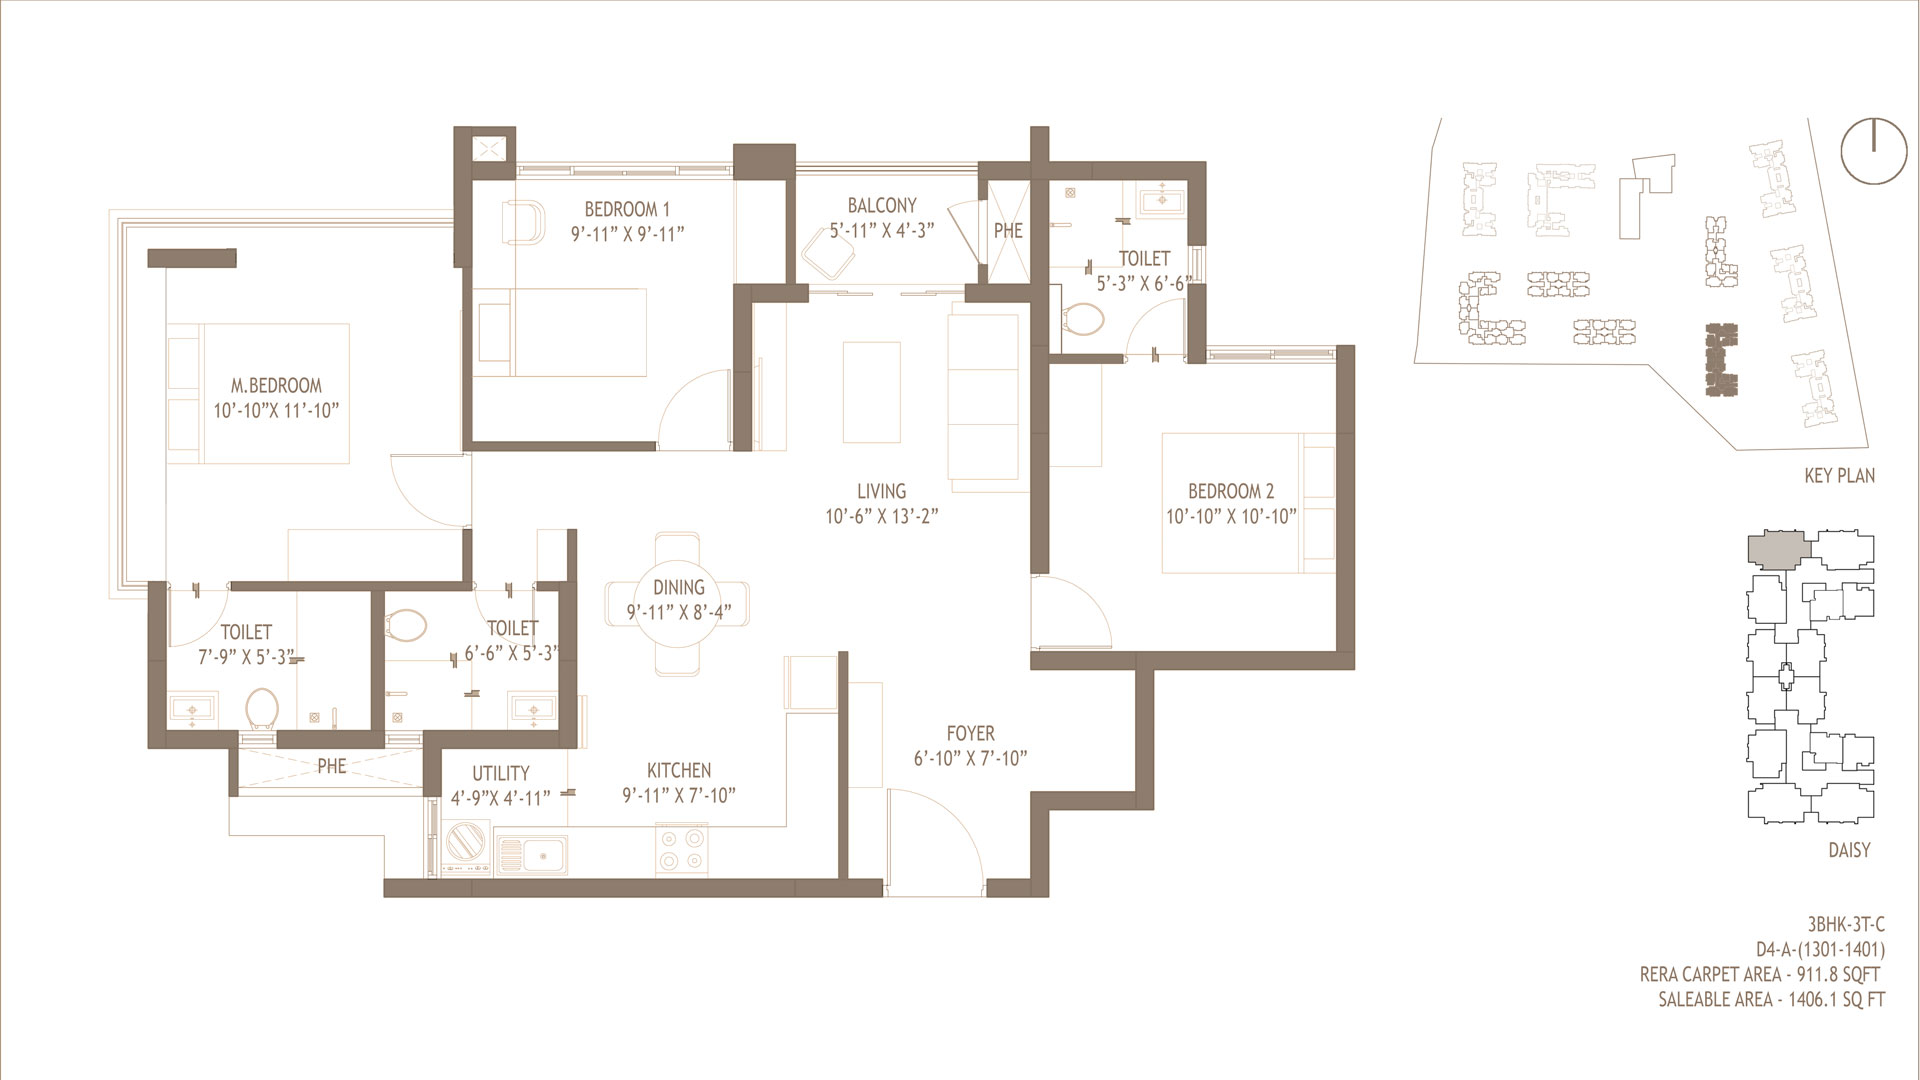 BEDROOM 1
9'-11” X 9'-11”
BALCONY
5'-11” X 4'-3”
PHE
TOILET
5'-3” X 6'-6”
M.BEDROOM
10'-10”X 11'-10”
LIVING
10'-6” X 13'-2”
BEDROOM 2
10'-10” X 10'-10”
DINING
9'-11” X 8'-4”
TOILET
7'-9” X 5'-3”
TOILET
6'-6” X 5'-3”
FOYER
6'-10” X 7'-10”
PHE
UTILITY
4'-9”X 4'-11”
KITCHEN
9'-11” X 7'-10”
KEY PLAN
DAISY
3BHK-3T-C
D4-A-(1301-1401)
RERA CARPET AREA - 911.8 SQFT
SALEABLE AREA - 1406.1 SQ FT